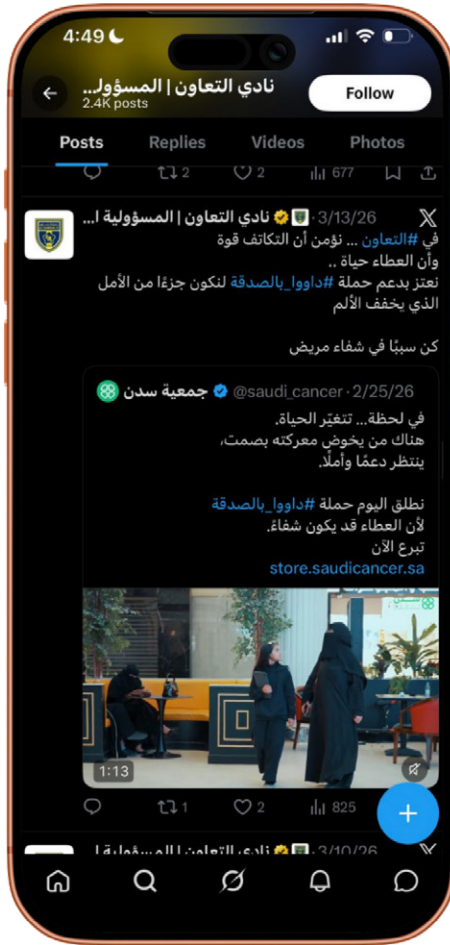 4:49
نادي التعاون | المسؤولـ...
2.4K posts
Follow
Posts Replies Videos Photos
2 2 677
نادي التعاون | المسؤولية ا... · 3/13/26
في #التعاون ... نؤمن أن التكاتف قوة
وأن العطاء حياة ..
نعتز بدعم حملة #داووا_بالصدقة لنكون جزءًا من الأمل
الذي يخفف الألم
كن سببًا في شفاء مريض
جمعية سدن @saudi_cancer · 2/25/26
في لحظة... تتغيّر الحياة.
هناك من يخوض معركته بصمت،
ينتظر دعمًا وأملًا.
نطلق اليوم حملة #داووا_بالصدقة
لأن العطاء قد يكون شفاءً.
تبرع الآن
store.saudicancer.sa
1:13
1 2 825
نادي التعاون | المسؤولية ا... · 3/10/26